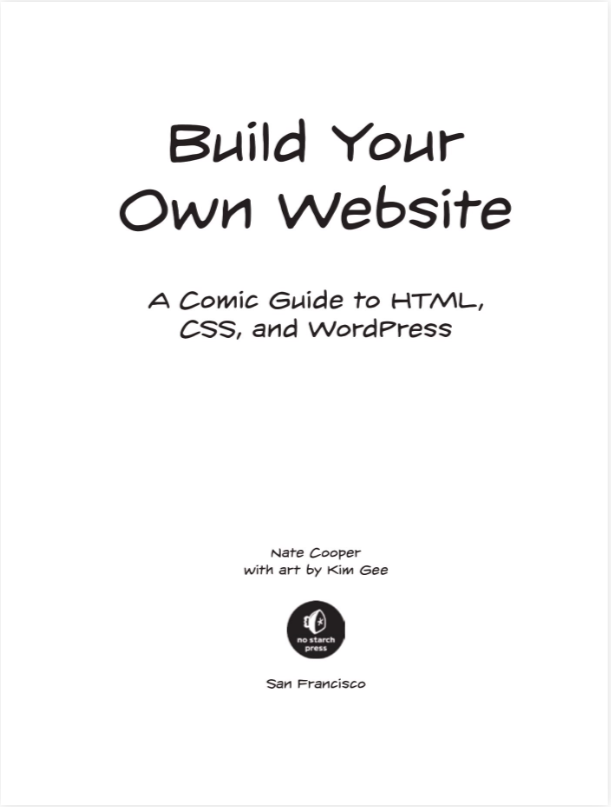 Build Your
Own Website
A Comic Guide to HTML,
CSS, and WordPress
Nate Cooper
with art by Kim Gee
no starch
press
San Francisco